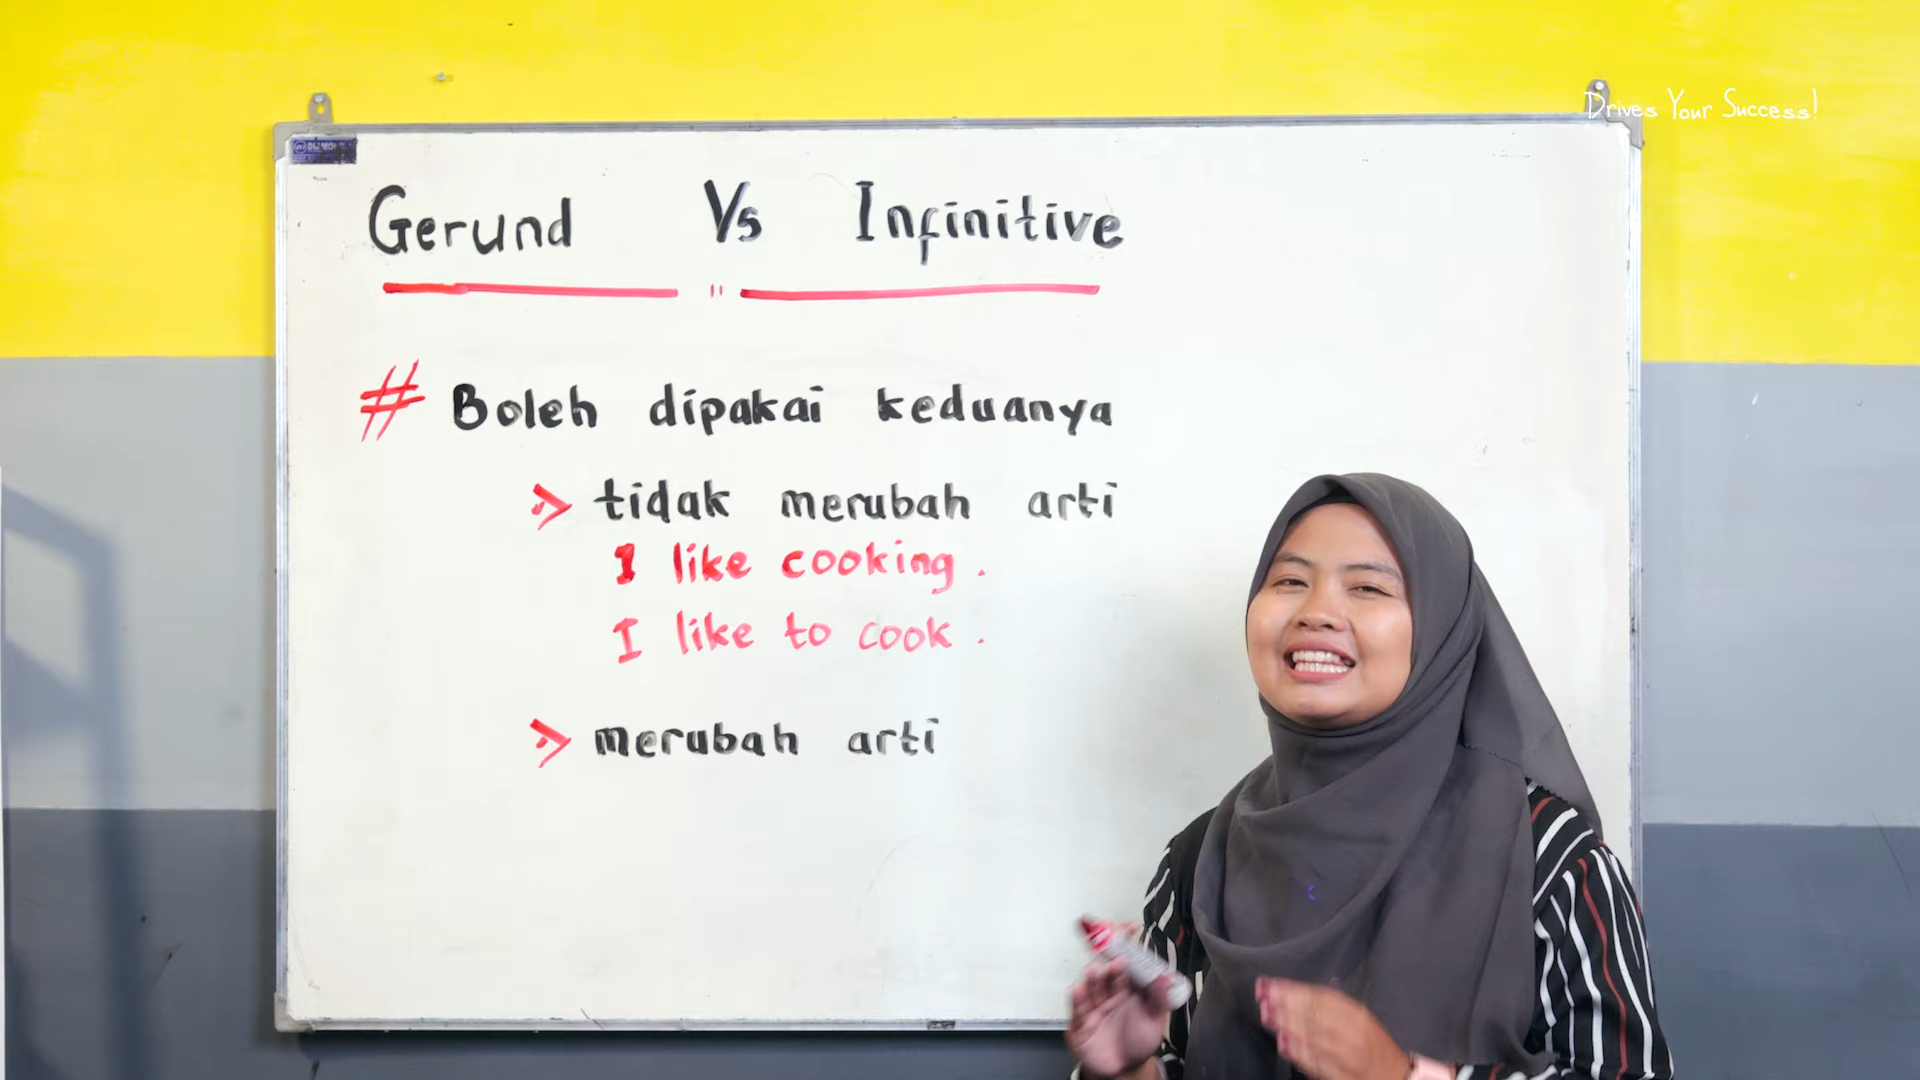 Drives Your Success!
Gerund Vs Infinitive
# Boleh dipakai keduanya
> tidak merubah arti
I like cooking.
I like to cook.
> merubah arti